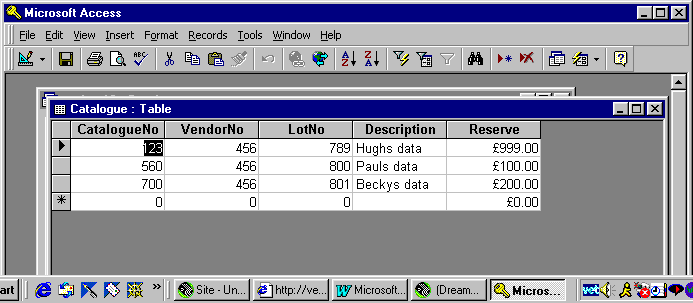 Microsoft Access
File Edit View Insert Format Records Tools Window Help
Catalogue : Table
CatalogueNo VendorNo LotNo Description Reserve
123 456 789 Hughs data £999.00
560 456 800 Pauls data £100.00
700 456 801 Beckys data £200.00
* 0 0 0 £0.00
art » Site - Un... http://ve... Microsoft... (Dream... Micros...